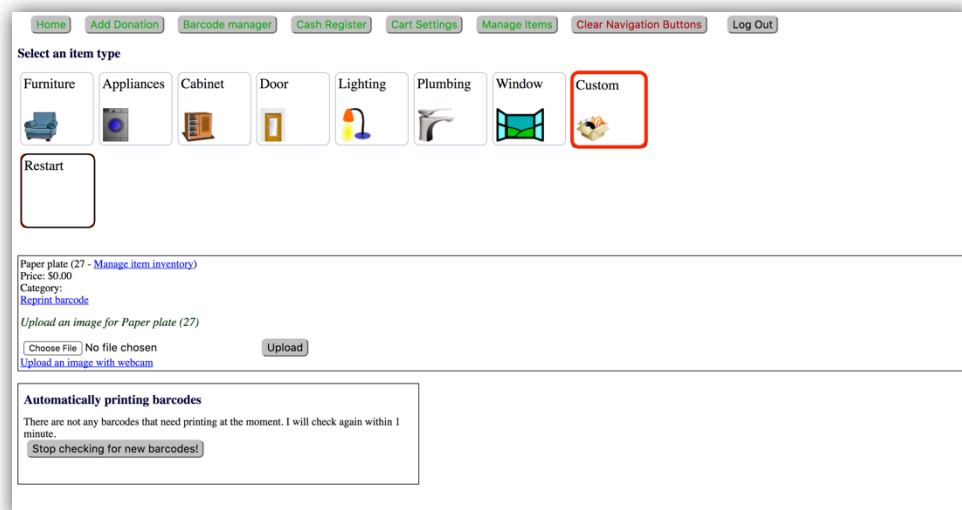 Home Add Donation Barcode manager Cash Register Cart Settings Manage Items Clear Navigation Buttons Log Out
Select an item type
Furniture Appliances Cabinet Door Lighting Plumbing Window Custom
Restart
Paper plate (27 - Manage item inventory)
Price: $0.00
Category:
Reprint barcode
Upload an image for Paper plate (27)
Choose File No file chosen Upload
Upload an image with webcam
Automatically printing barcodes
There are not any barcodes that need printing at the moment. I will check again within 1
minute.
Stop checking for new barcodes!